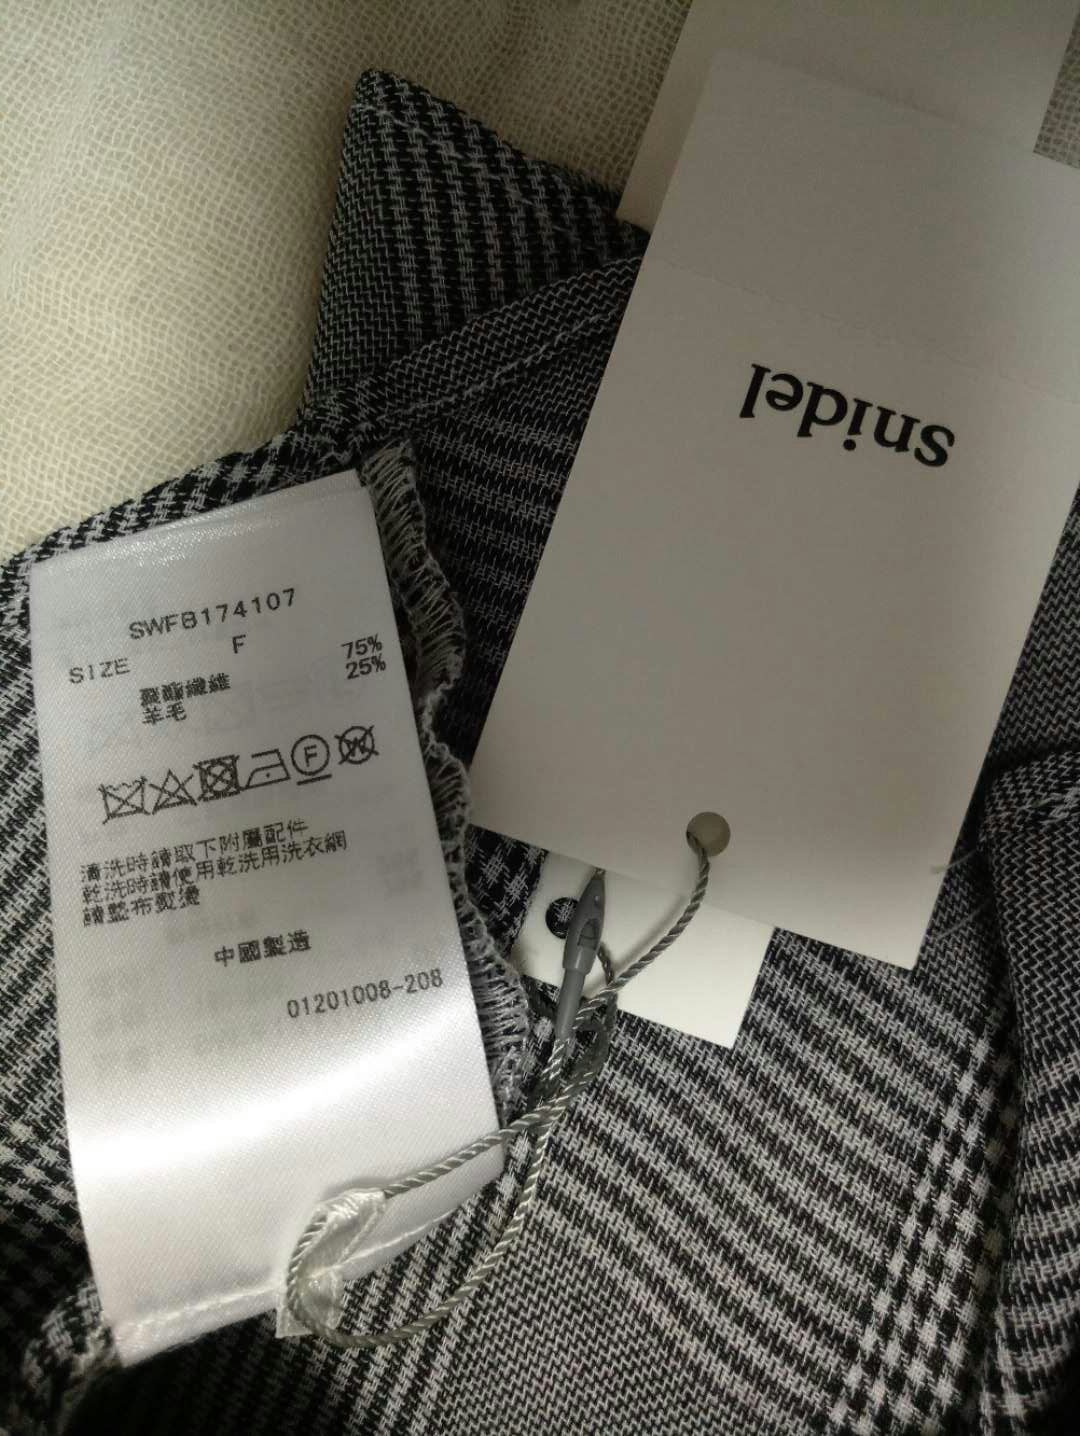 snidel
SWFB174107
SIZE F
聚酯纖維 75%
羊毛 25%
F
W
清洗時請取下附屬配件
乾洗時請使用乾洗用洗衣網
請墊布熨燙
中國製造
01201008-208